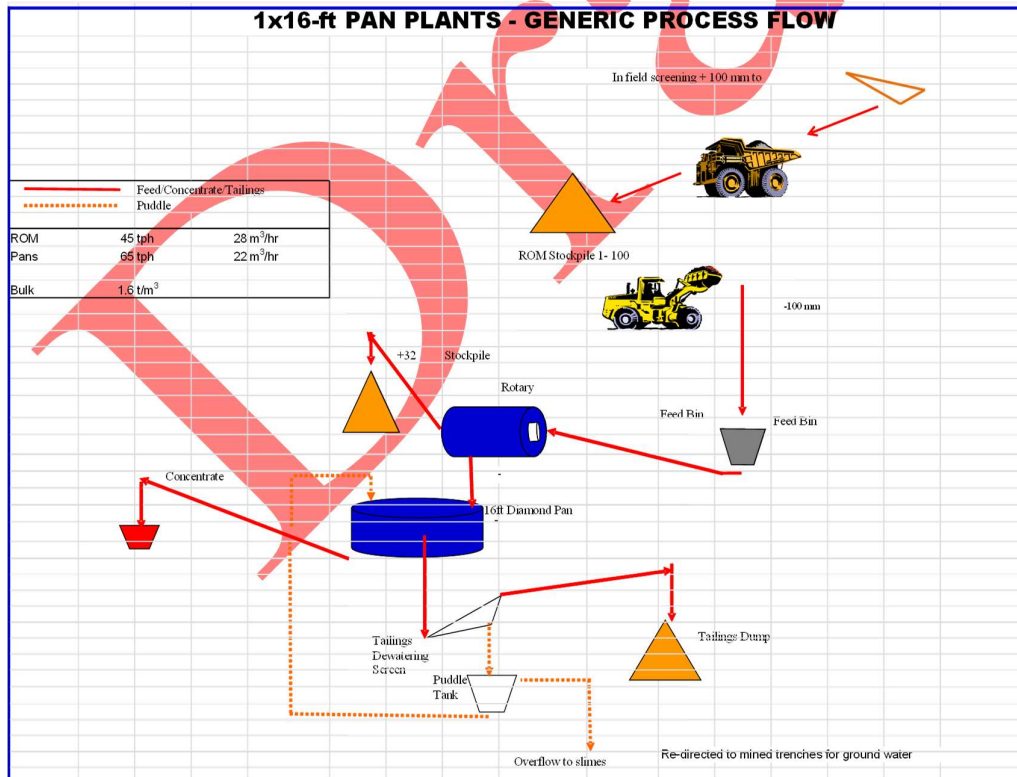 1x16-ft PAN PLANTS - GENERIC PROCESS FLOW
In field screening + 100 mm to
Feed/Concentrate/Tailings
Puddle
ROM 45 tph 28 m³/hr
Pans 65 tph 22 m³/hr
Bulk 1.6 t/m³
ROM Stockpile 1- 100
-100 mm
+32 Stockpile
Rotary
Feed Bin
Feed Bin
Concentrate
16ft Diamond Pan
Tailings
Dewatering
Screen
Tailings Dump
Puddle
Tank
Overflow to slimes
Re-directed to mined trenches for ground water